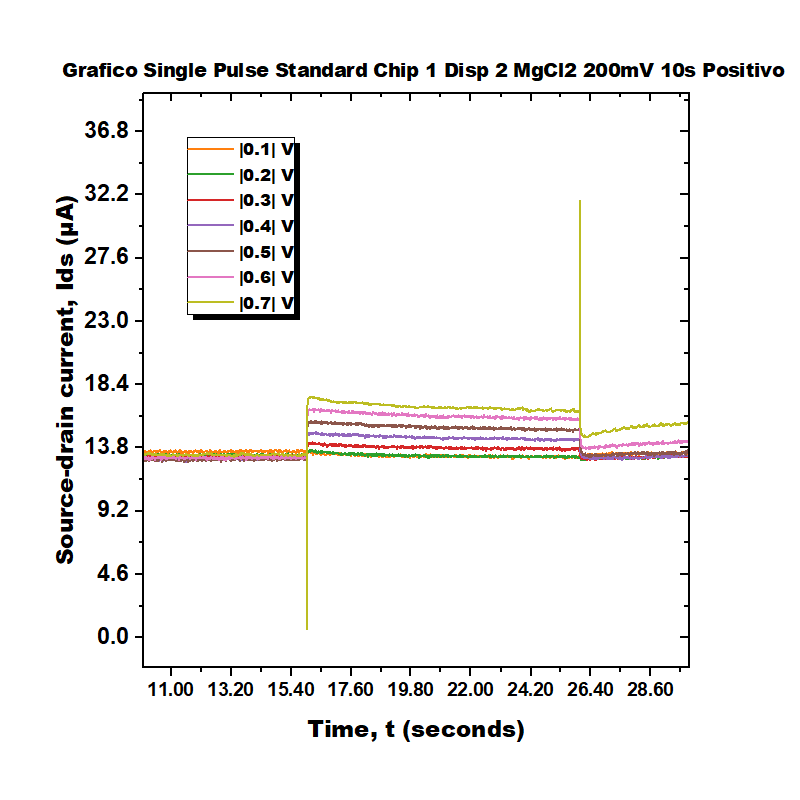 Grafico Single Pulse Standard Chip 1 Disp 2 MgCl2 200mV 10s Positivo
36.8
32.2
27.6
23.0
18.4
13.8
9.2
4.6
0.0
Source-drain current, Ids (µA)
|0.1| V
|0.2| V
|0.3| V
|0.4| V
|0.5| V
|0.6| V
|0.7| V
11.00 13.20 15.40 17.60 19.80 22.00 24.20 26.40 28.60
Time, t (seconds)